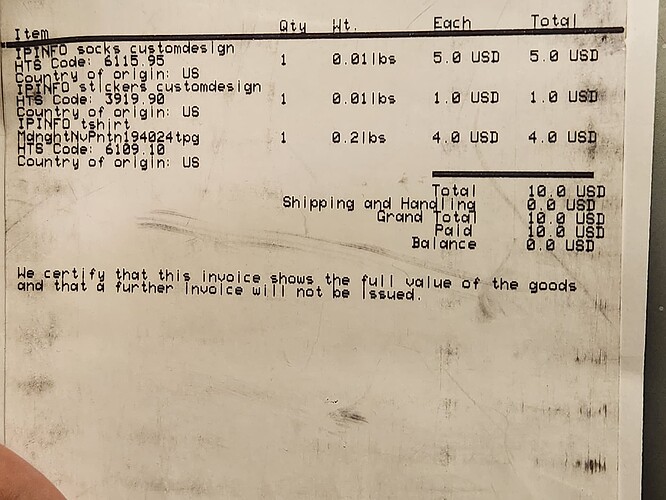 Item Qty Wt. Each Total
IPINFO socks customdesign
HTS Code: 6115.95 1 0.01lbs 5.0 USD 5.0 USD
Country of origin: US
IPINFO stickers customdesign
HTS Code: 3919.90 1 0.01lbs 1.0 USD 1.0 USD
Country of origin: US
IPINFO tshirt
MdnghtNvPntn194024tpg 1 0.2lbs 4.0 USD 4.0 USD
HTS Code: 6109.10
Country of origin: US
Total 10.0 USD
Shipping and Handling 0.0 USD
Grand Total 10.0 USD
Paid 10.0 USD
Balance 0.0 USD
We certify that this invoice shows the full value of the goods
and that a further invoice will not be issued.